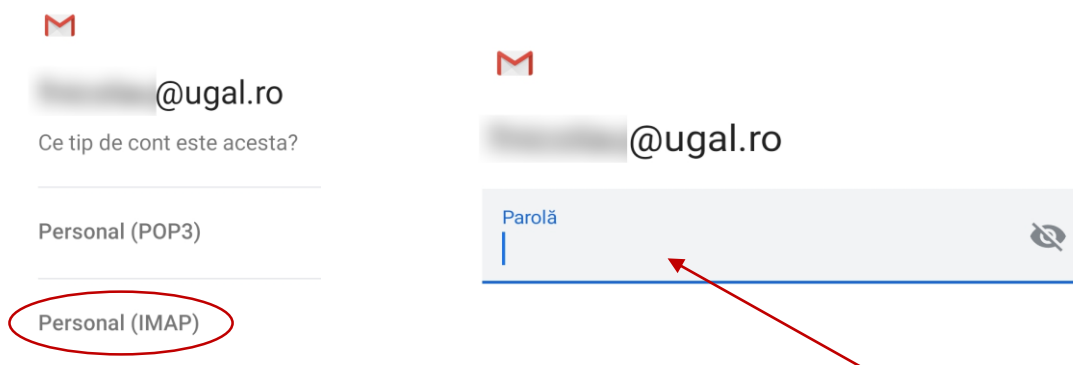 @ugal.ro
Ce tip de cont este acesta?
Personal (POP3)
Personal (IMAP)
@ugal.ro
Parolă